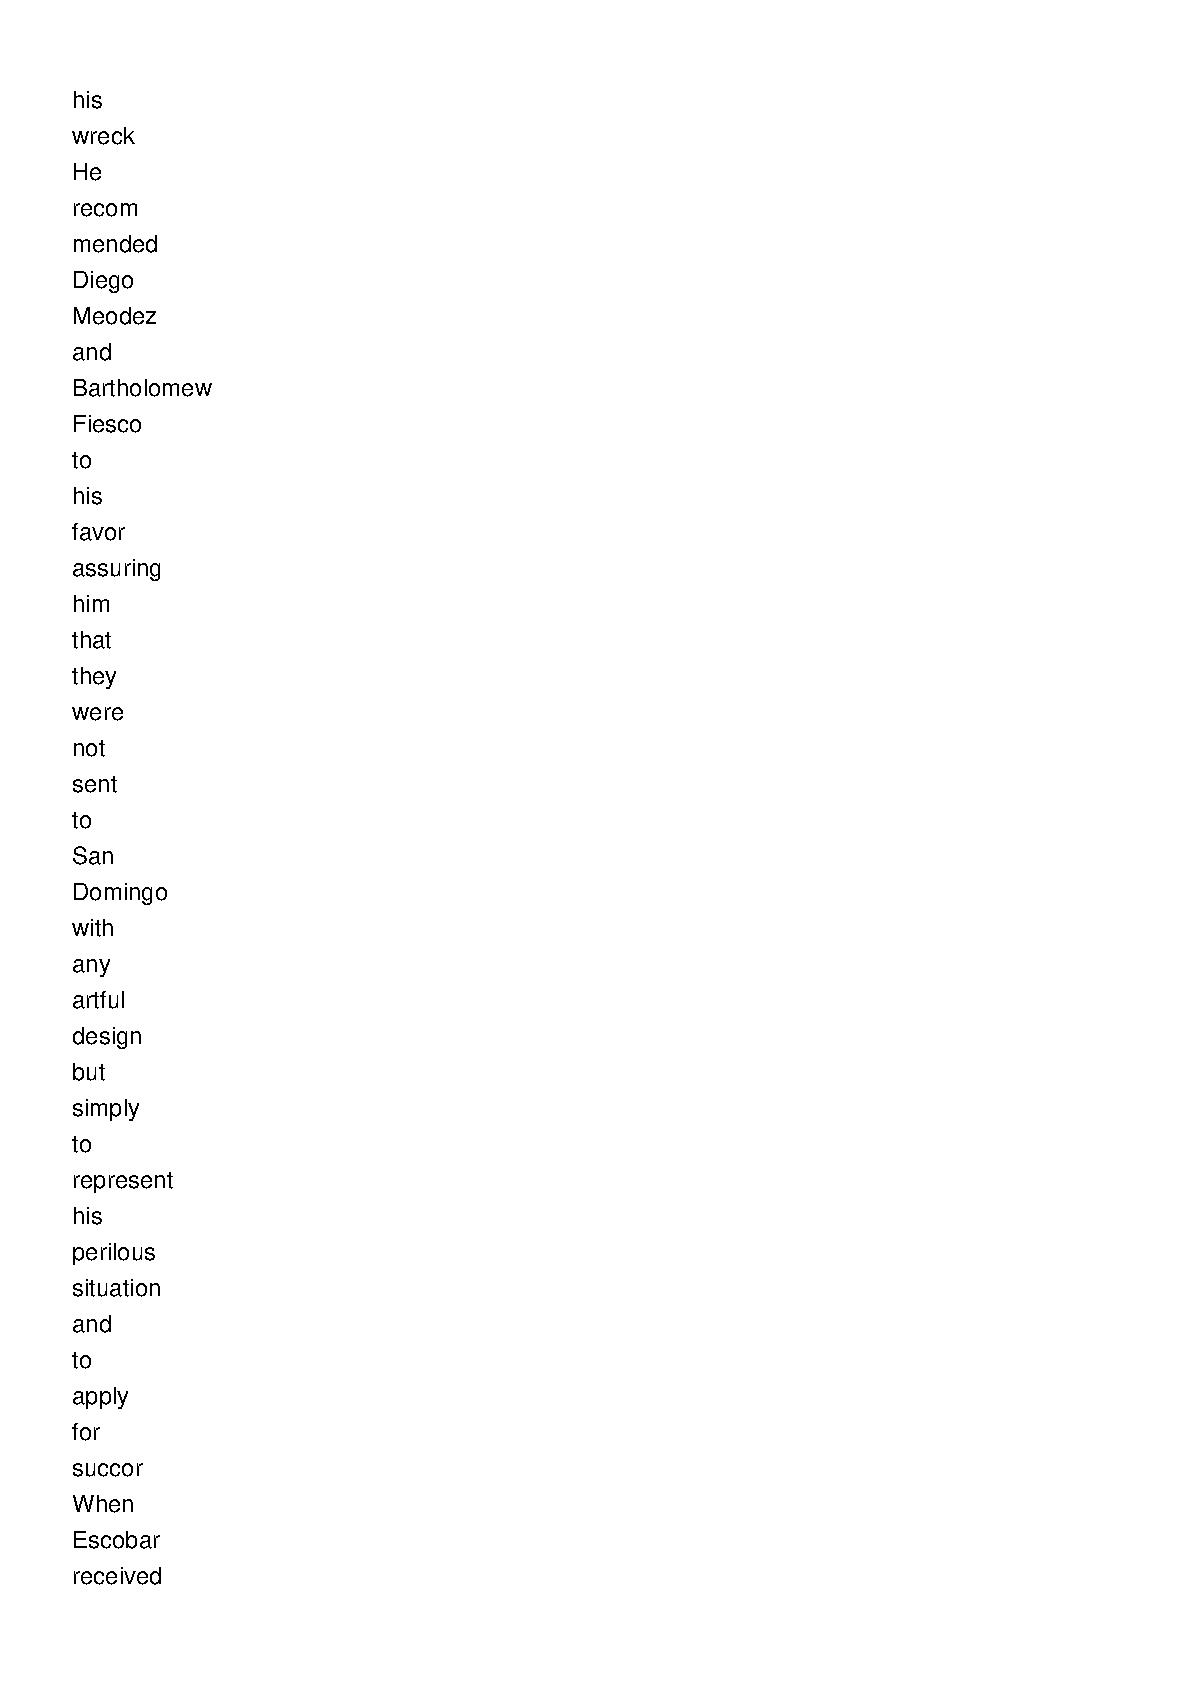 his
wreck
He
recom
mended
Diego
Meodez
and
Bartholomew
Fiesco
to
his
favor
assuring
him
that
they
were
not
sent
to
San
Domingo
with
any
artful
design
but
simply
to
represent
his
perilous
situation
and
to
apply
for
succor
When
Escobar
received